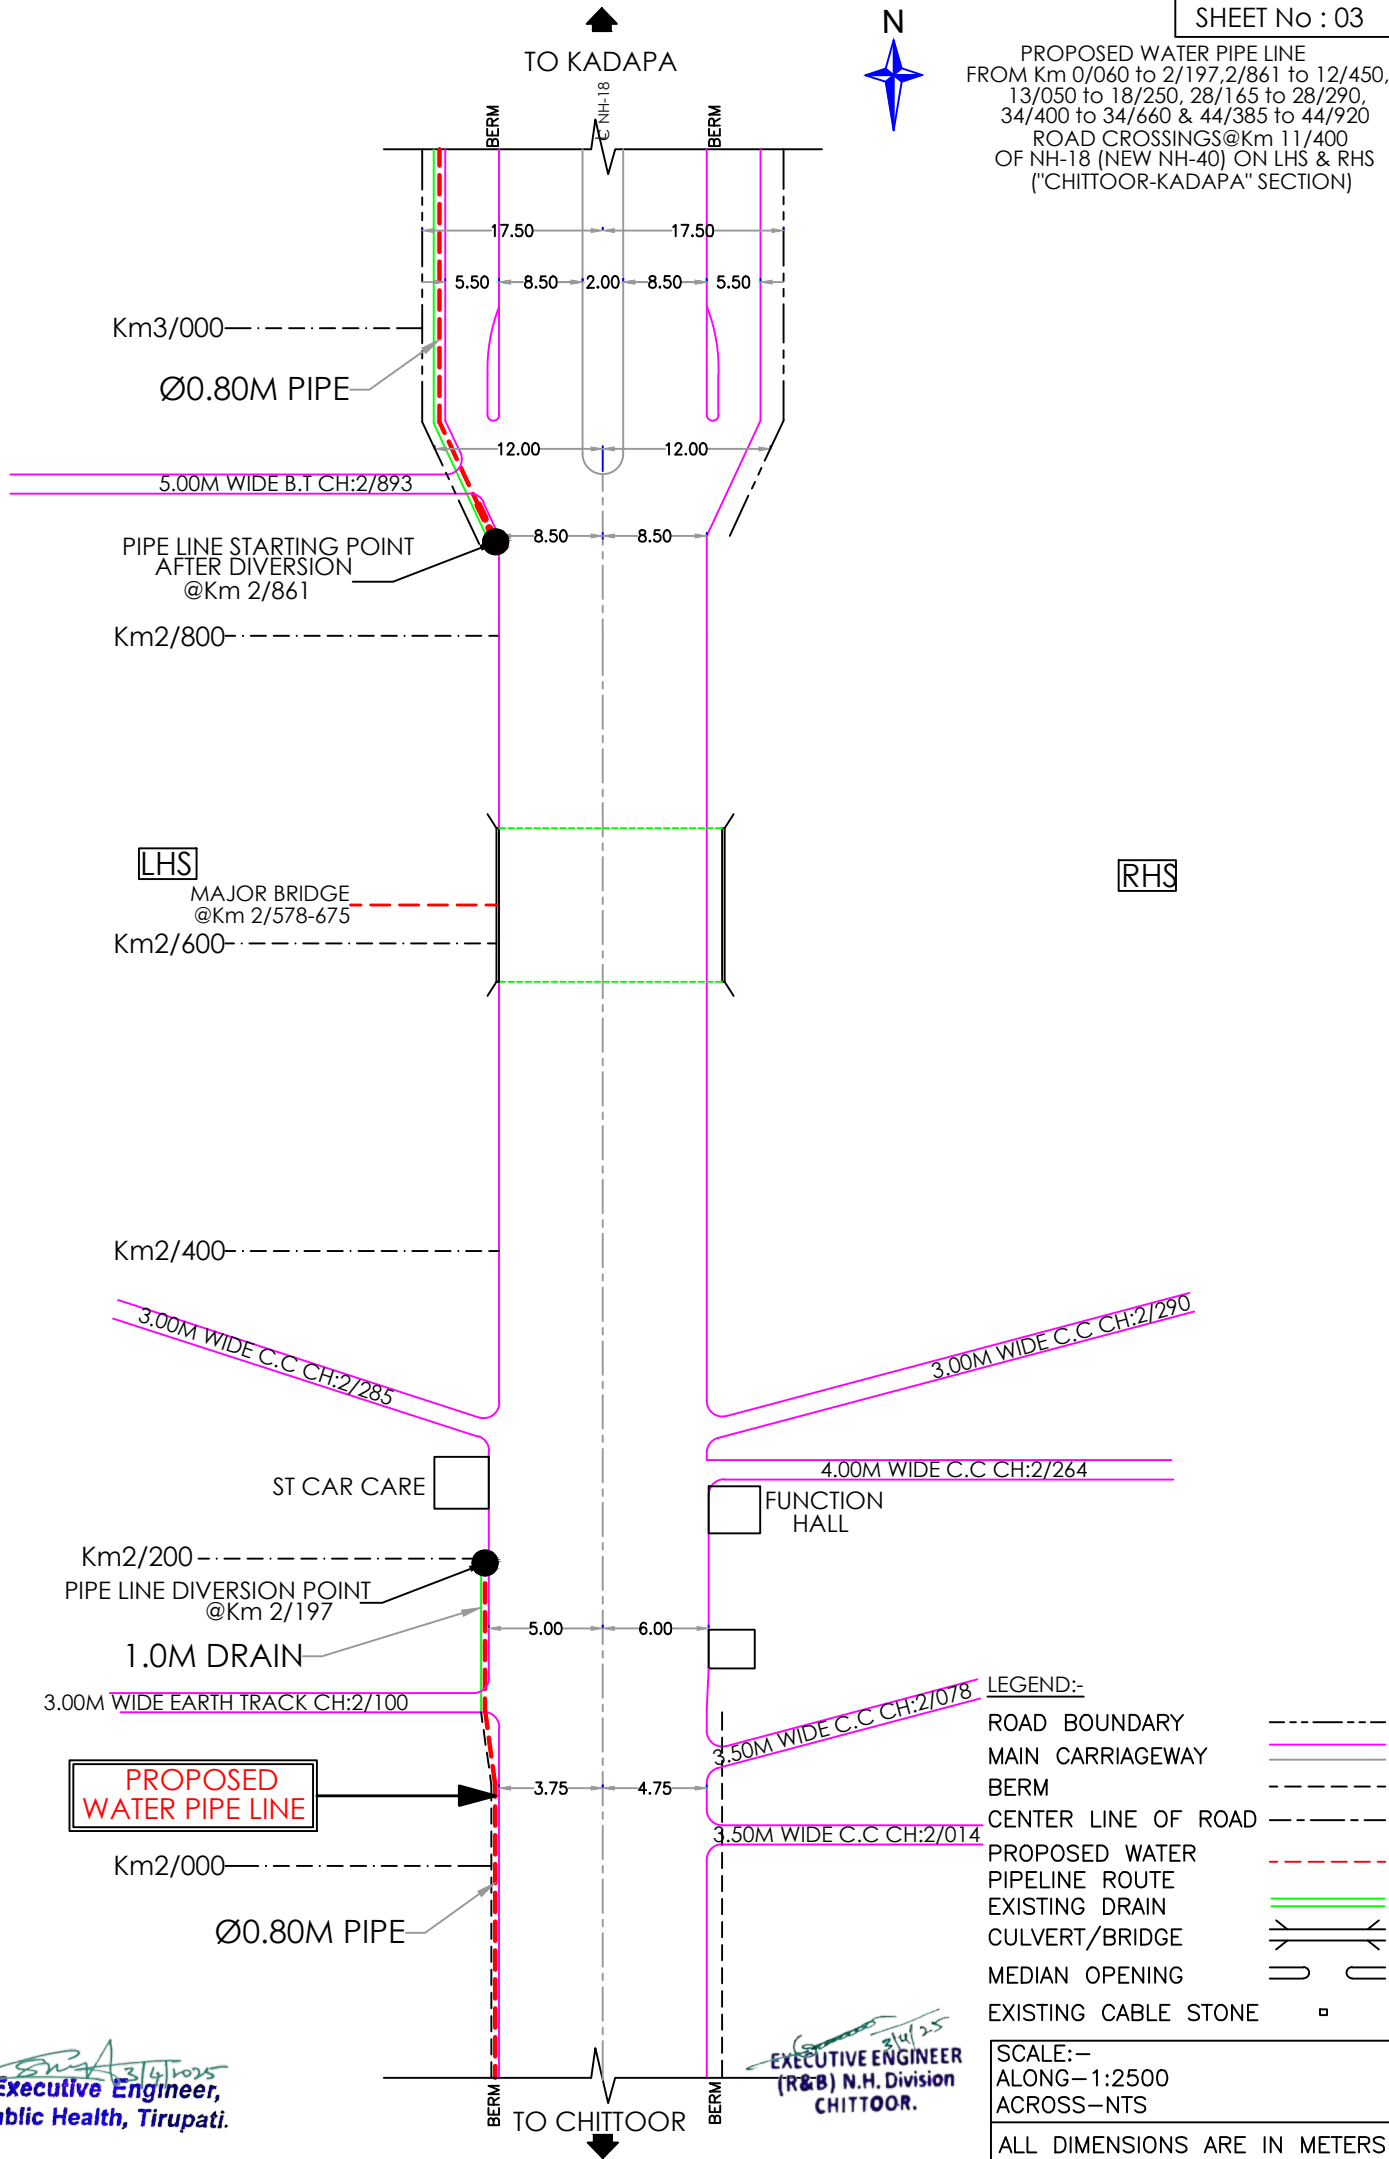 SHEET No : 03
N
TO KADAPA
PROPOSED WATER PIPE LINE
FROM Km 0/060 to 2/197,2/861 to 12/450,
13/050 to 18/250, 28/165 to 28/290,
34/400 to 34/660 & 44/385 to 44/920
ROAD CROSSINGS@Km 11/400
OF NH-18 (NEW NH-40) ON LHS & RHS
("CHITTOOR-KADAPA" SECTION)
BERM
NH-18
BERM
17.50
17.50
5.50
8.50
2.00
8.50
5.50
Km3/000
Ø0.80M PIPE
12.00
12.00
5.00M WIDE B.T CH:2/893
8.50
8.50
PIPE LINE STARTING POINT
AFTER DIVERSION
@Km 2/861
Km2/800
LHS
RHS
MAJOR BRIDGE
@Km 2/578-675
Km2/600
Km2/400
3.00M WIDE C.C CH:2/285
3.00M WIDE C.C CH:2/290
ST CAR CARE
4.00M WIDE C.C CH:2/264
FUNCTION
HALL
Km2/200
PIPE LINE DIVERSION POINT
@Km 2/197
5.00
6.00
1.0M DRAIN
3.00M WIDE EARTH TRACK CH:2/100
3.50M WIDE C.C CH:2/078
PROPOSED
WATER PIPE LINE
3.75
4.75
3.50M WIDE C.C CH:2/014
Km2/000
Ø0.80M PIPE
LEGEND:-
ROAD BOUNDARY
MAIN CARRIAGEWAY
BERM
CENTER LINE OF ROAD
PROPOSED WATER
PIPELINE ROUTE
EXISTING DRAIN
CULVERT/BRIDGE
MEDIAN OPENING
EXISTING CABLE STONE
3/4/2025
Executive Engineer,
Public Health, Tirupati.
BERM
TO CHITTOOR
BERM
3/4/25
EXECUTIVE ENGINEER
(R&B) N.H. Division
CHITTOOR.
SCALE:-
ALONG-1:2500
ACROSS-NTS
ALL DIMENSIONS ARE IN METERS